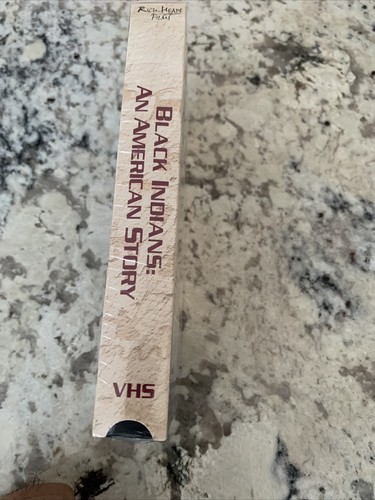 RICH-HEAPE
FILMS
BLACK INDIANS:
AN AMERICAN STORY
VHS